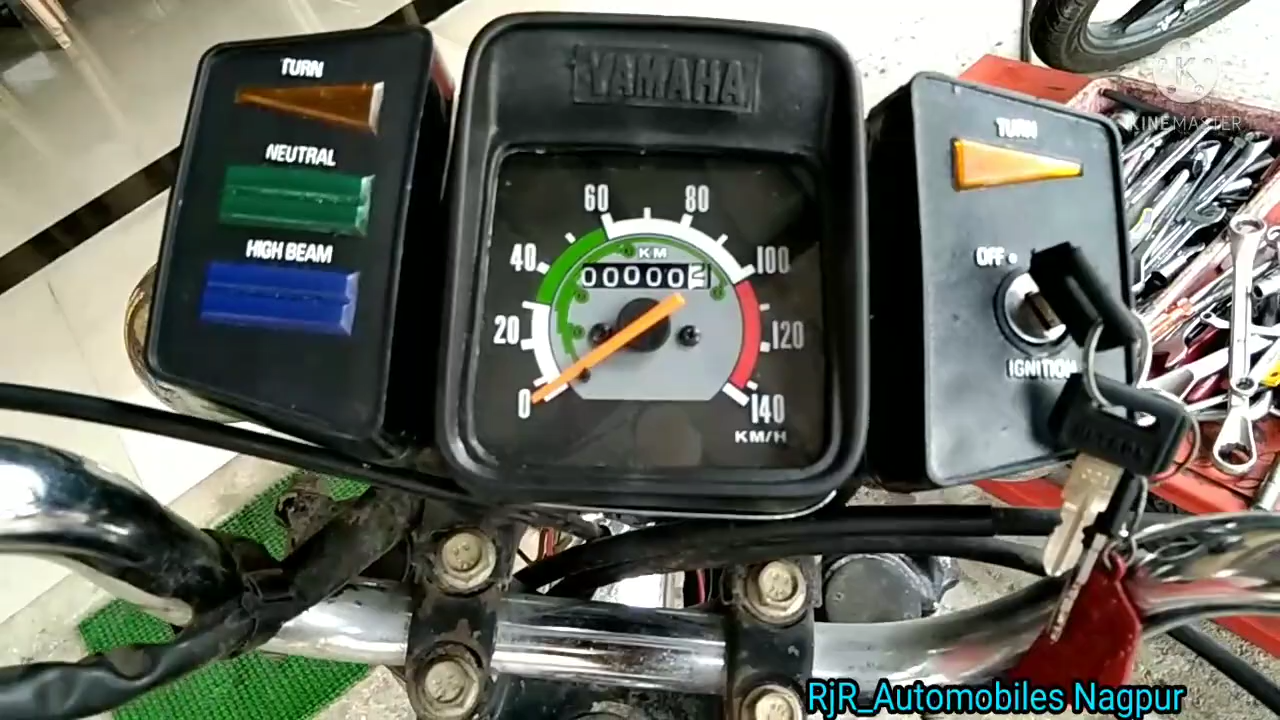 TURN
NEUTRAL
HIGH BEAM
YAMAHA
60 80
40 100
20 120
0 140
KM
00000
KM/H
TURN
OFF
IGNITION
KINEMASTER
RjR_Automobiles Nagpur